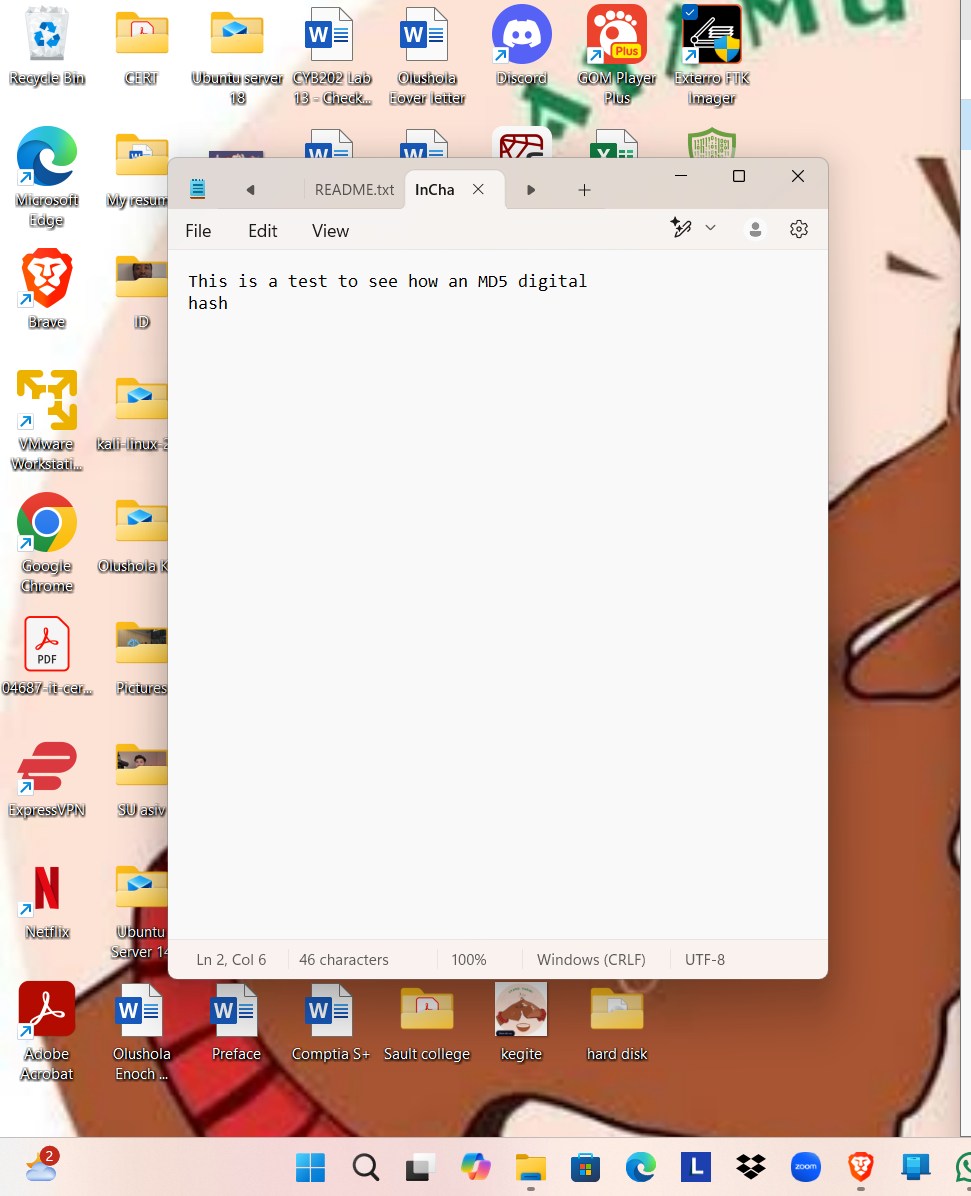 Recycle Bin
CERT
Ubuntu server
18
CYB202 Lab
13 - Check...
Olushola
Eover letter
Discord
Plus
GOM Player
Plus
Exterro FTK
Imager
Microsoft
Edge
My resum
README.txt
InCha
File
Edit
View
This is a test to see how an MD5 digital
hash
Brave
ID
VMware
Workstati...
kali-linux-2
Google
Chrome
Olushola K
PDF
04687-it-cer...
Pictures
ExpressVPN
SU asiv
Netflix
Ubuntu
Server 14
Ln 2, Col 6
46 characters
100%
Windows (CRLF)
UTF-8
Adobe
Acrobat
Olushola
Enoch ...
Preface
Comptia S+
Sault college
kegite
hard disk
2
L
zoom